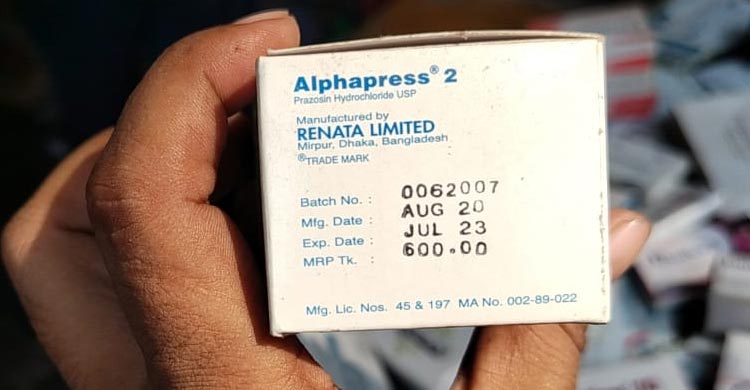 Alphapress® 2
Prazosin Hydrochloride USP
Manufactured by
RENATA LIMITED
Mirpur, Dhaka, Bangladesh
®TRADE MARK
Batch No. : 0062007
Mfg. Date : AUG 20
Exp. Date : JUL 23
MRP Tk. : 600.00
Mfg. Lic. Nos. 45 & 197 MA No. 002-89-022